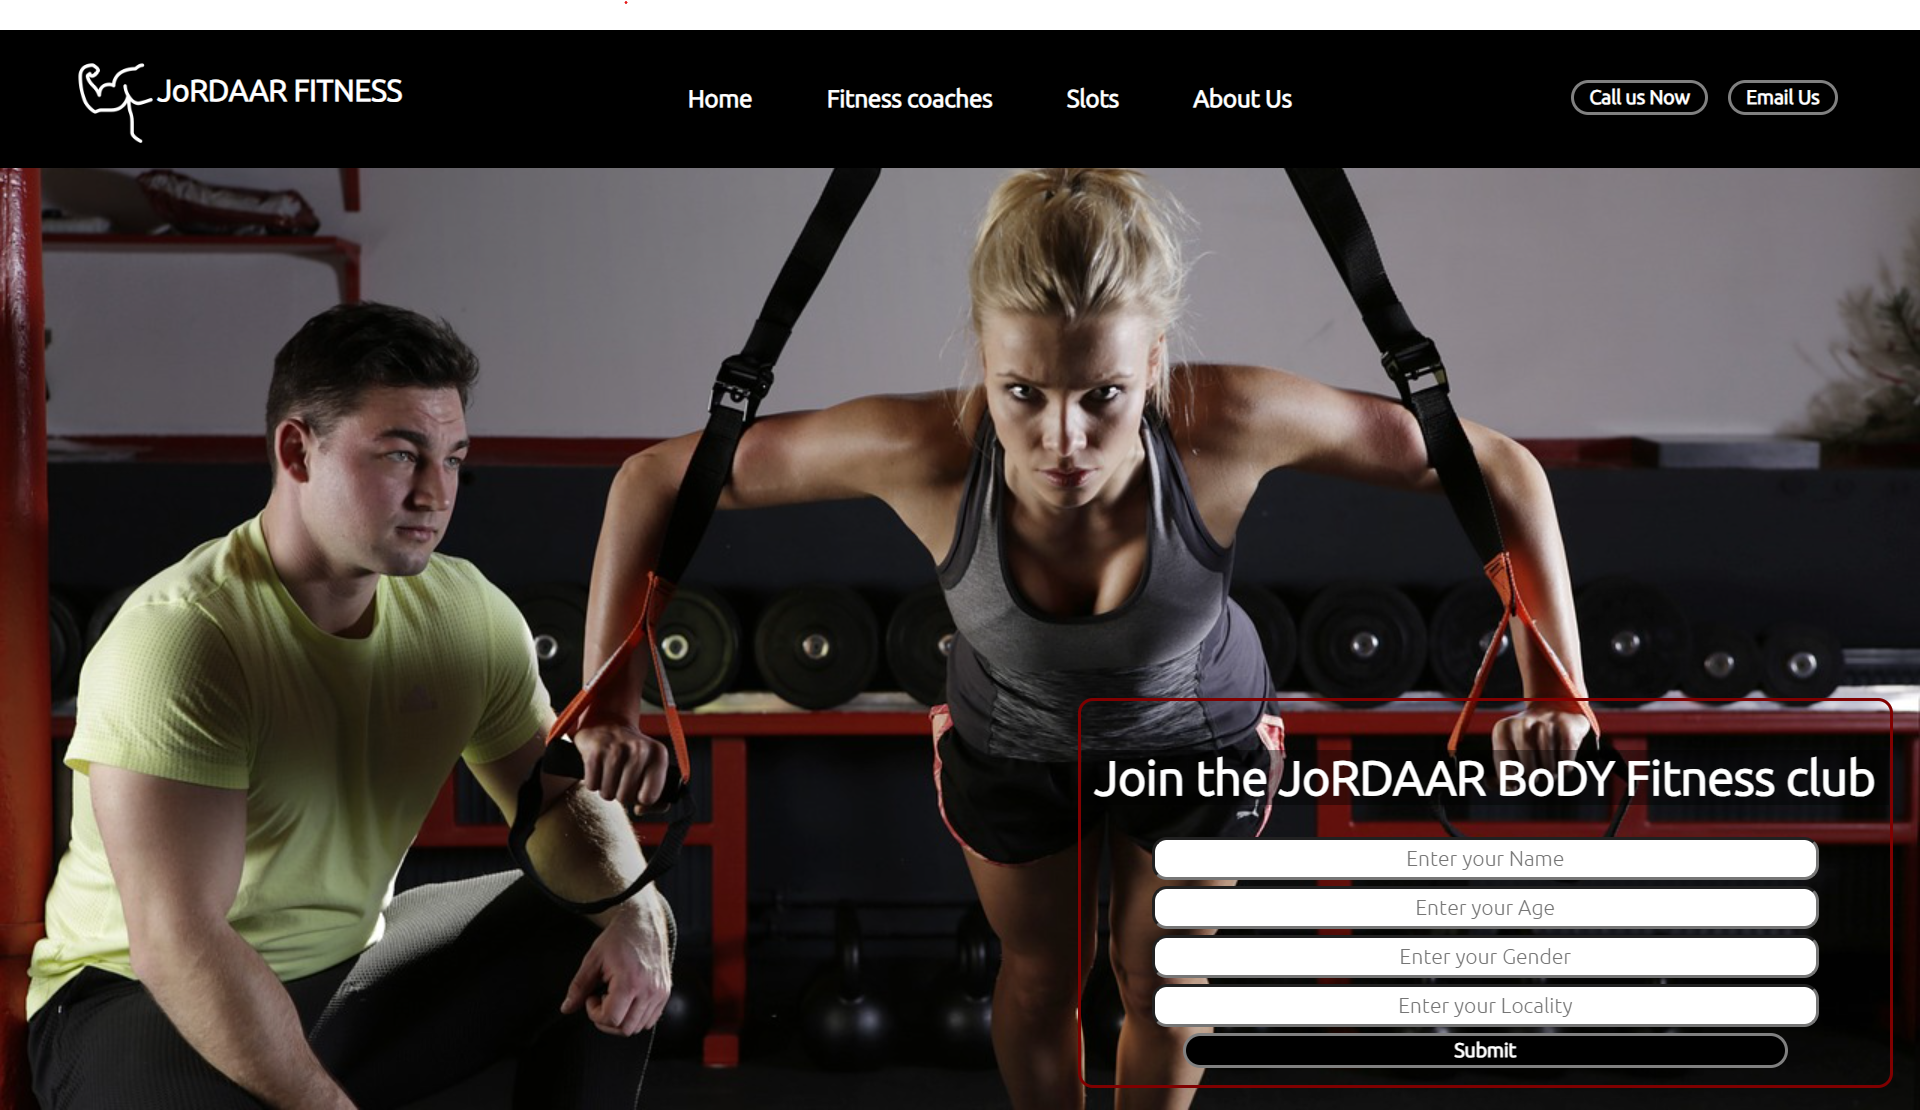 JoRDAAR FITNESS
Home
Fitness coaches
Slots
About Us
Call us Now
Email Us
Join the JoRDAAR BoDY Fitness club
Enter your Name
Enter your Age
Enter your Gender
Enter your Locality
Submit